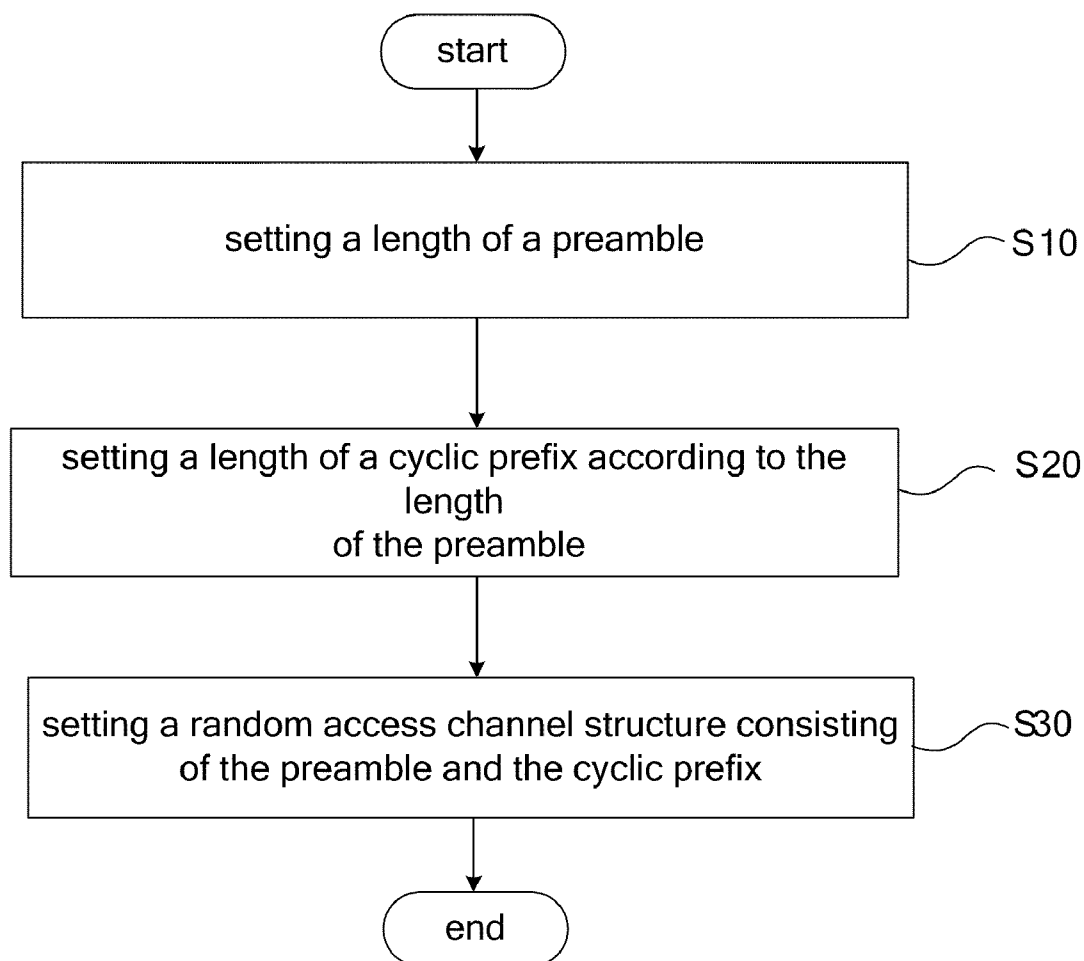 start
setting a length of a preamble
S10
setting a length of a cyclic prefix according to the
length
of the preamble
S20
setting a random access channel structure consisting
of the preamble and the cyclic prefix
S30
end